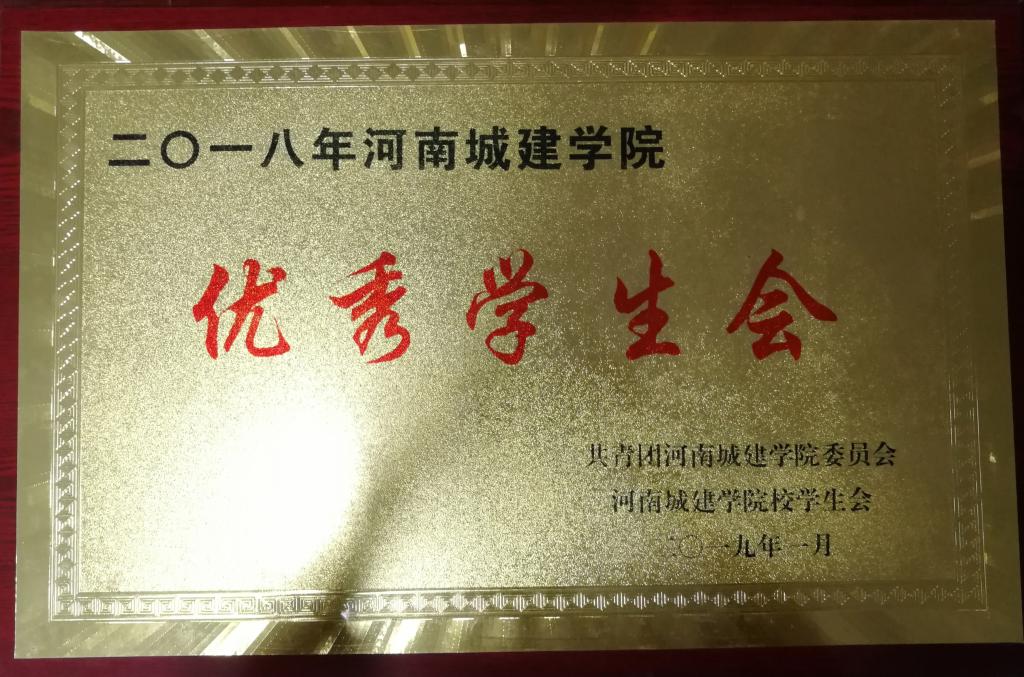 二〇一八年河南城建学院
优秀学生会
共青团河南城建学院委员会
河南城建学院校学生会
二〇一九年一月